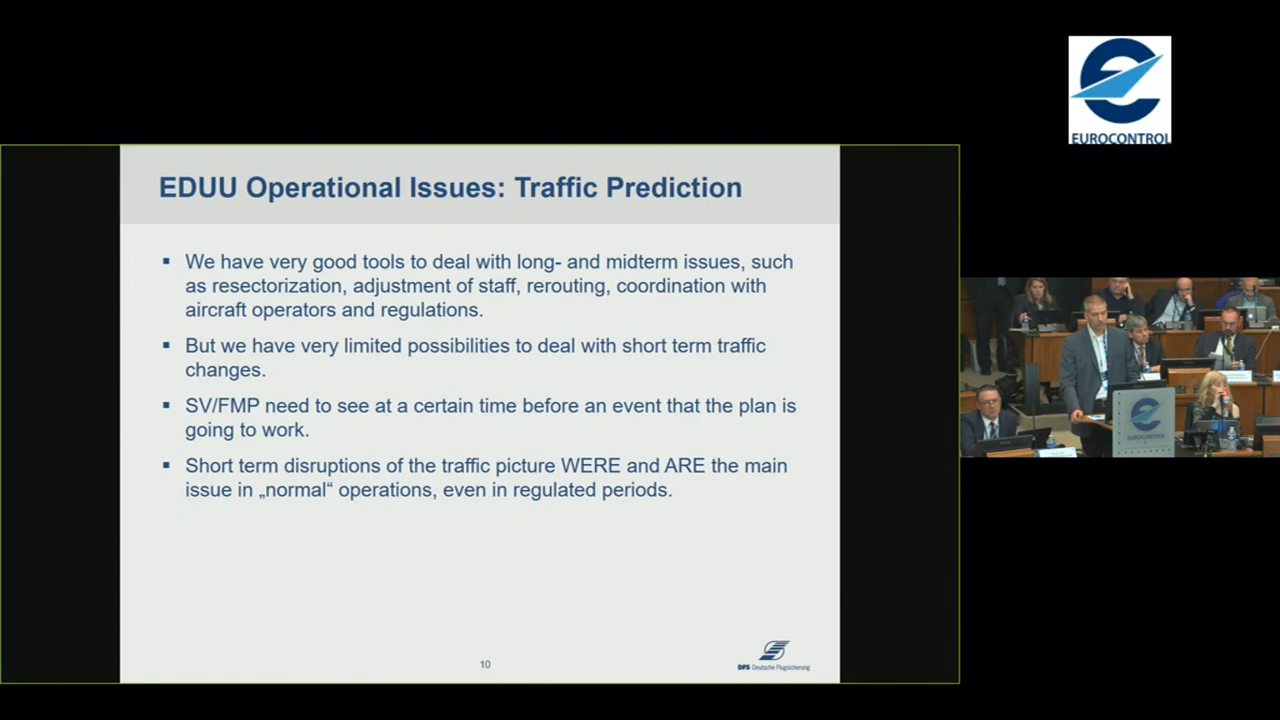 EUROCONTROL
EDUU Operational Issues: Traffic Prediction
▪ We have very good tools to deal with long- and midterm issues, such
as resectorization, adjustment of staff, rerouting, coordination with
aircraft operators and regulations.
▪ But we have very limited possibilities to deal with short term traffic
changes.
▪ SV/FMP need to see at a certain time before an event that the plan is
going to work.
▪ Short term disruptions of the traffic picture WERE and ARE the main
issue in „normal“ operations, even in regulated periods.
10
DFS Deutsche Flugsicherung
EUROCONTROL